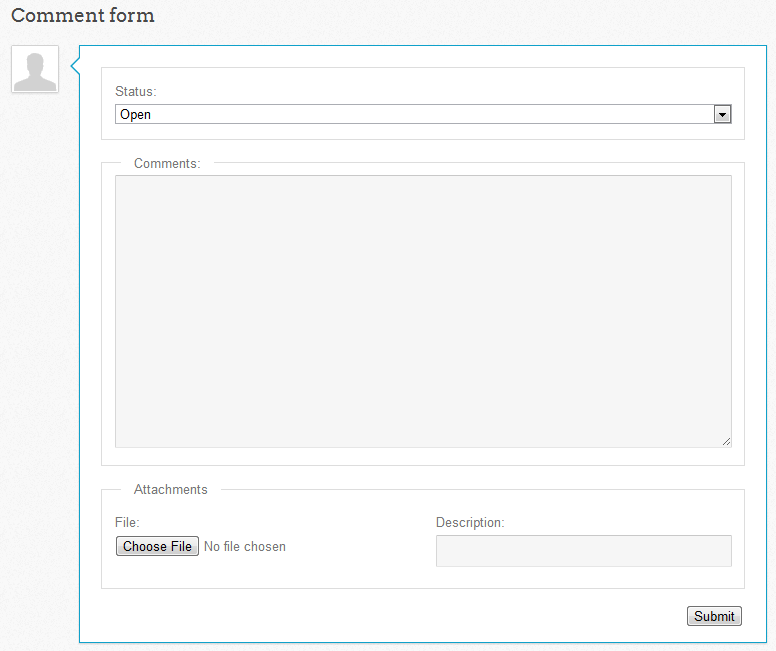 Comment form
Status:
Open
Comments:
Attachments
File:
Description:
Choose File No file chosen
Submit